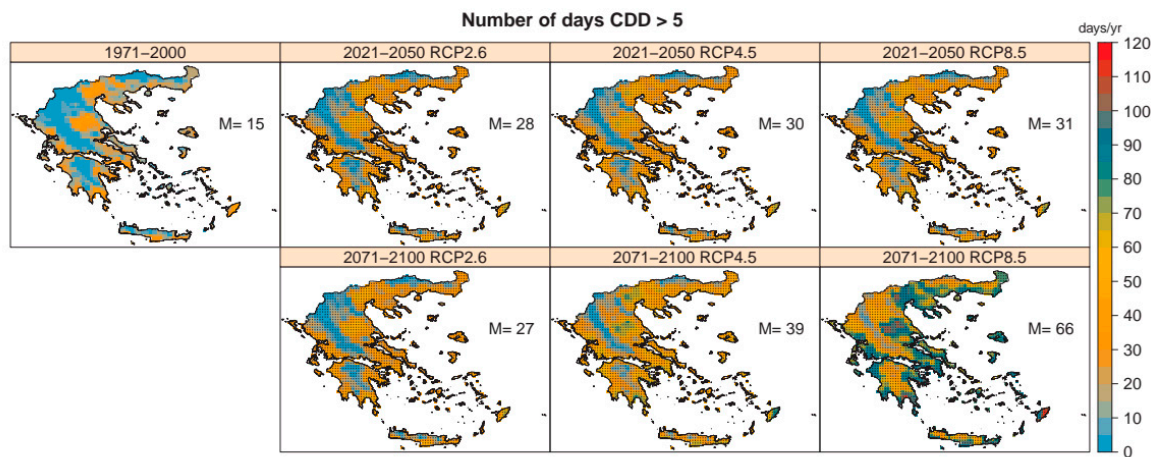 Number of days CDD > 5
days/yr
1971–2000
2021–2050 RCP2.6
2021–2050 RCP4.5
2021–2050 RCP8.5
M= 15
M= 28
M= 30
M= 31
2071–2100 RCP2.6
2071–2100 RCP4.5
2071–2100 RCP8.5
M= 27
M= 39
M= 66
120
110
100
90
80
70
60
50
40
30
20
10
0